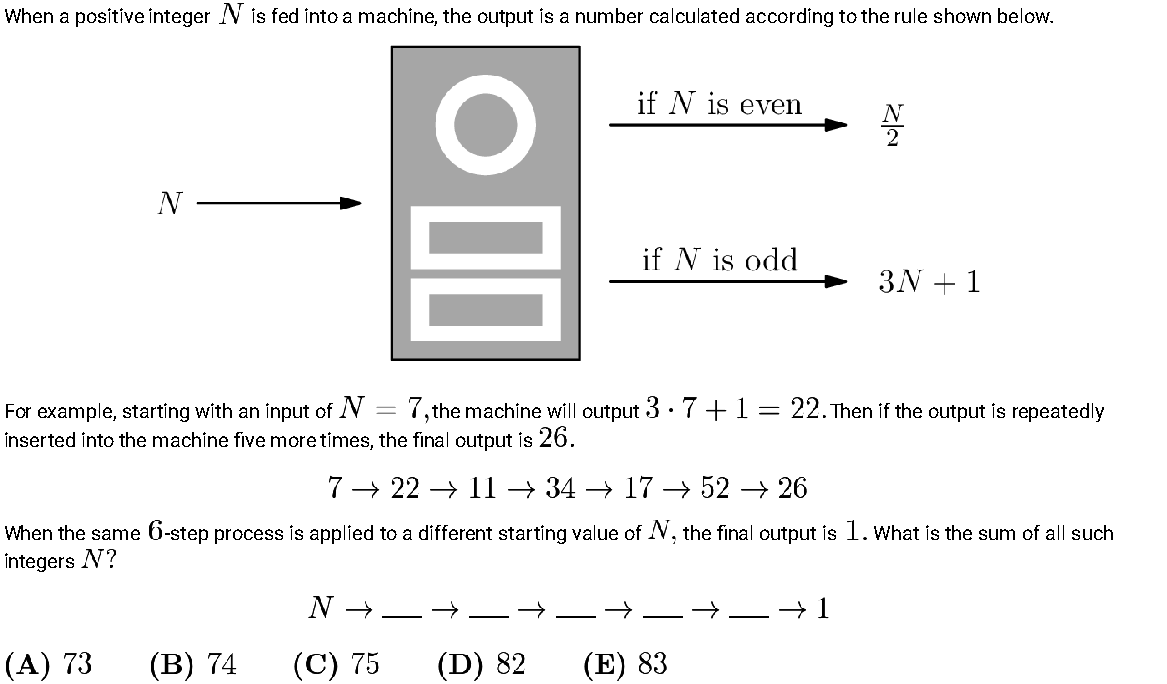 When a positive integer N is fed into a machine, the output is a number calculated according to the rule shown below.
if N is even
N/2
N
if N is odd
3N + 1
For example, starting with an input of N = 7, the machine will output 3 · 7 + 1 = 22. Then if the output is repeatedly
inserted into the machine five more times, the final output is 26.
7 → 22 → 11 → 34 → 17 → 52 → 26
When the same 6-step process is applied to a different starting value of N, the final output is 1. What is the sum of all such
integers N?
N → __ → __ → __ → __ → __ → 1
(A) 73 (B) 74 (C) 75 (D) 82 (E) 83